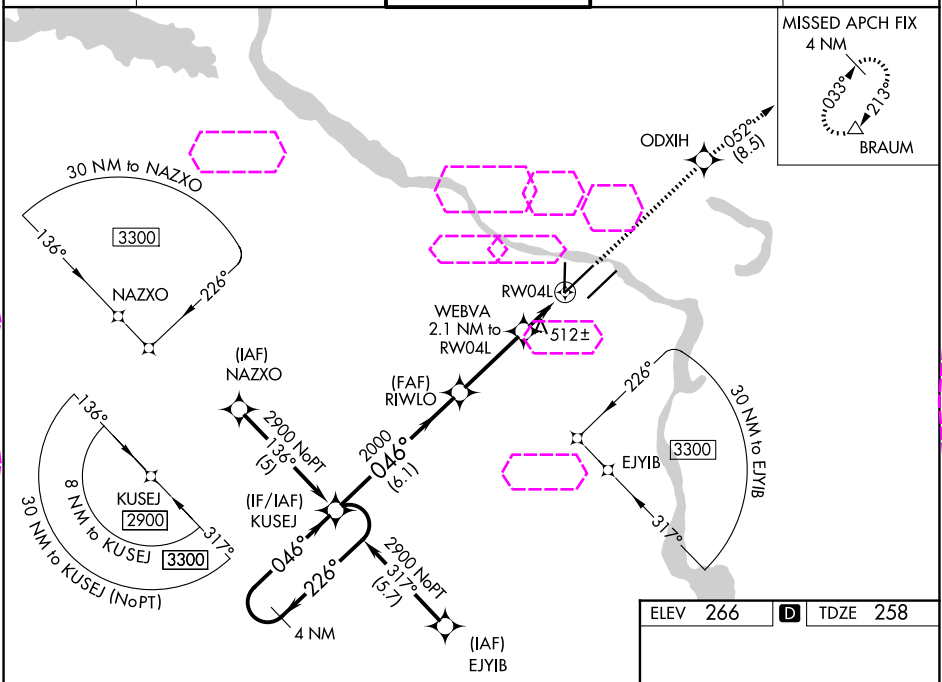 MISSED APCH FIX
4 NM
033°
213°
BRAUM
ODXIH
052°
(8.5)
30 NM to NAZXO
3300
136°
226°
NAZXO
RW04L
WEBVA
2.1 NM to
RW04L
512±
(IAF)
NAZXO
2900 NoPT
136°
(5)
(FAF)
RIWLO
2000
046°
(6.1)
226°
30 NM to EJYIB
3300
EJYIB
317°
136°
KUSEJ
2900
8 NM to KUSEJ
3300
317°
30 NM to KUSEJ (NoPT)
(IF/IAF)
KUSEJ
046°
226°
4 NM
2900 NoPT
317°
(5.7)
(IAF)
EJYIB
ELEV 266 D TDZE 258